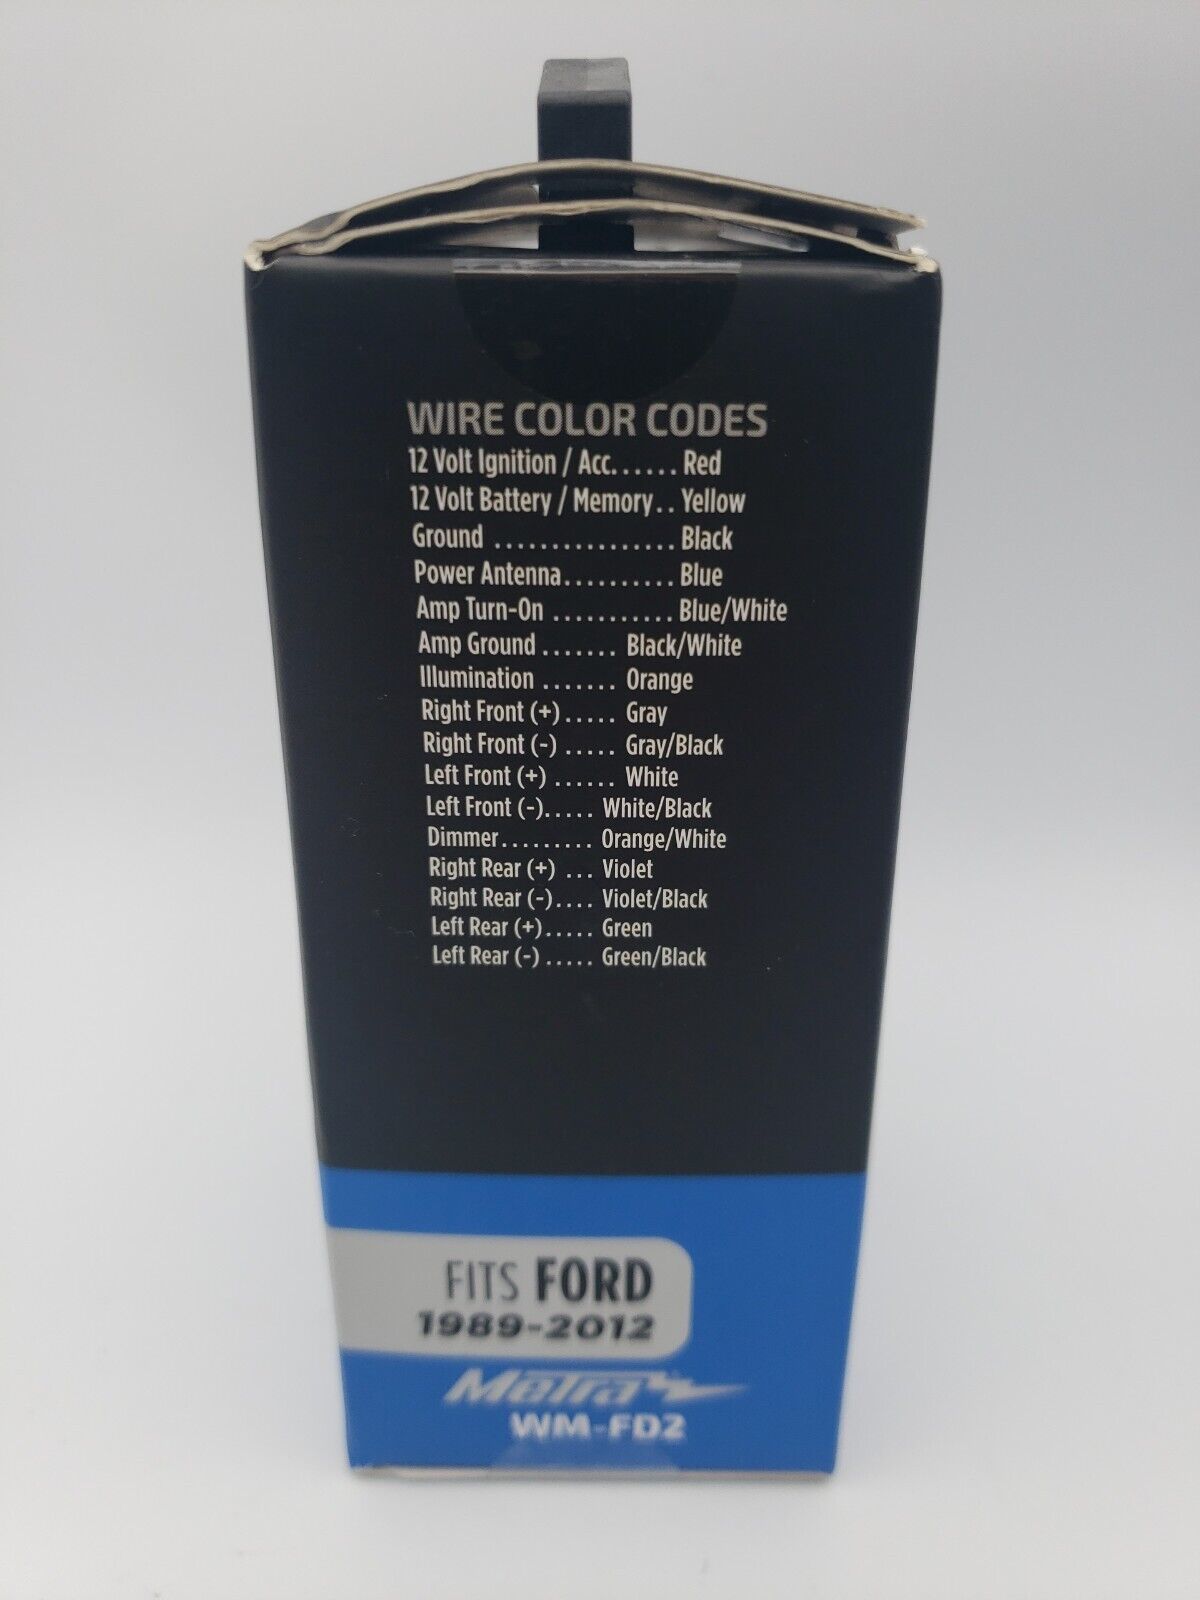 WIRE COLOR CODES
12 Volt Ignition / Acc...... Red
12 Volt Battery / Memory.. Yellow
Ground ................ Black
Power Antenna.......... Blue
Amp Turn-On ........... Blue/White
Amp Ground ....... Black/White
Illumination ....... Orange
Right Front (+)..... Gray
Right Front (-) ..... Gray/Black
Left Front (+) ...... White
Left Front (-)..... White/Black
Dimmer......... Orange/White
Right Rear (+) ... Violet
Right Rear (-).... Violet/Black
Left Rear (+)..... Green
Left Rear (-) ..... Green/Black
FITS FORD
1989-2012
Metra
WM-FD2